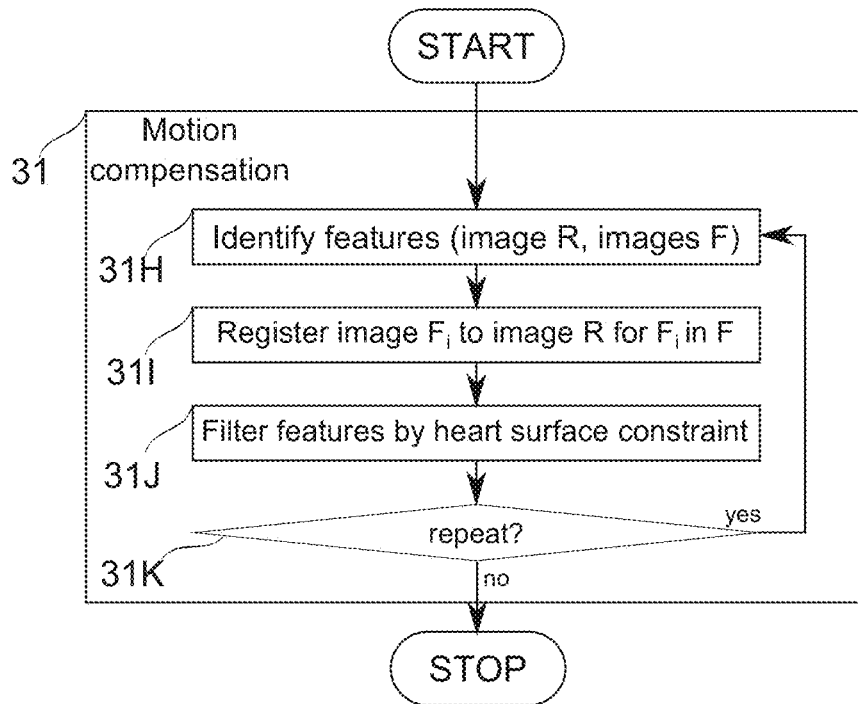 START
Motion
compensation
31
Identify features (image R, images F)
31H
Register image Fᵢ to image R for Fᵢ in F
31I
Filter features by heart surface constraint
31J
repeat?
yes
31K
no
STOP